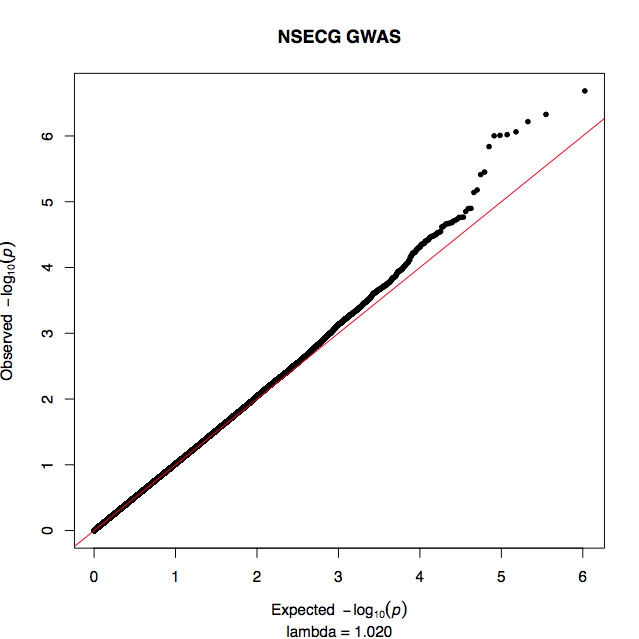 NSECG GWAS
Observed −log₁₀(p)
6
5
4
3
2
1
0
0 1 2 3 4 5 6
Expected −log₁₀(p)
lambda = 1.020